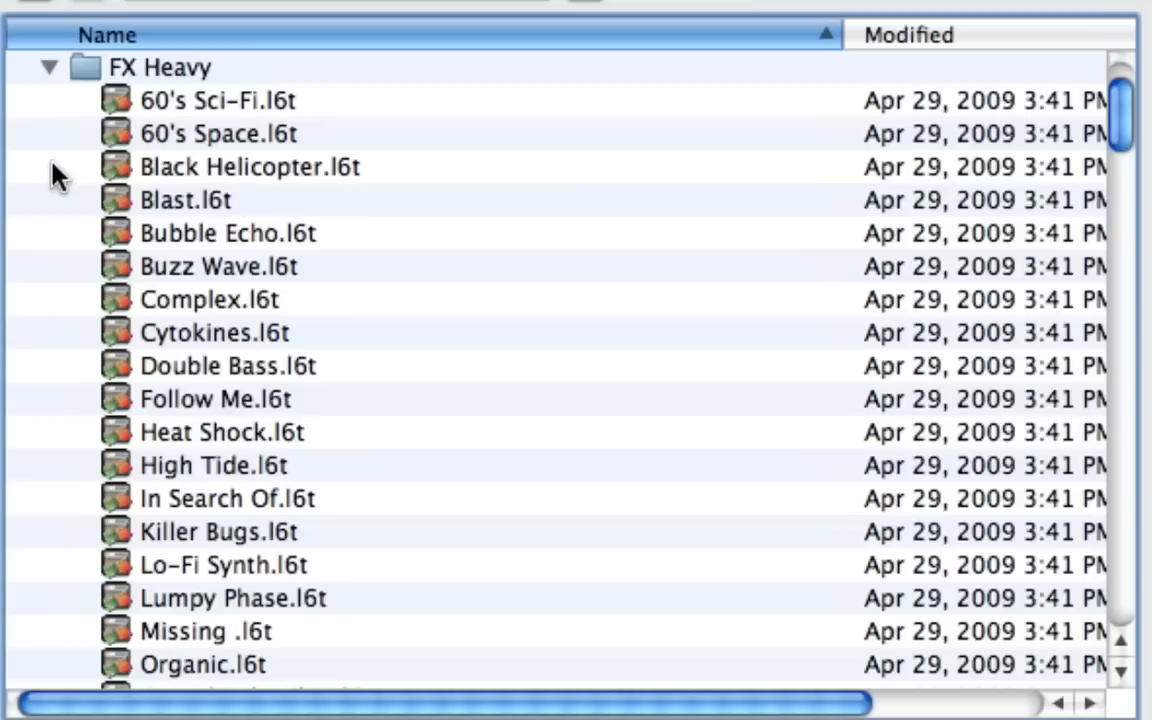 Name Modified
FX Heavy
60's Sci-Fi.l6t Apr 29, 2009 3:41 PM
60's Space.l6t Apr 29, 2009 3:41 PM
Black Helicopter.l6t Apr 29, 2009 3:41 PM
Blast.l6t Apr 29, 2009 3:41 PM
Bubble Echo.l6t Apr 29, 2009 3:41 PM
Buzz Wave.l6t Apr 29, 2009 3:41 PM
Complex.l6t Apr 29, 2009 3:41 PM
Cytokines.l6t Apr 29, 2009 3:41 PM
Double Bass.l6t Apr 29, 2009 3:41 PM
Follow Me.l6t Apr 29, 2009 3:41 PM
Heat Shock.l6t Apr 29, 2009 3:41 PM
High Tide.l6t Apr 29, 2009 3:41 PM
In Search Of.l6t Apr 29, 2009 3:41 PM
Killer Bugs.l6t Apr 29, 2009 3:41 PM
Lo-Fi Synth.l6t Apr 29, 2009 3:41 PM
Lumpy Phase.l6t Apr 29, 2009 3:41 PM
Missing .l6t Apr 29, 2009 3:41 PM
Organic.l6t Apr 29, 2009 3:41 PM